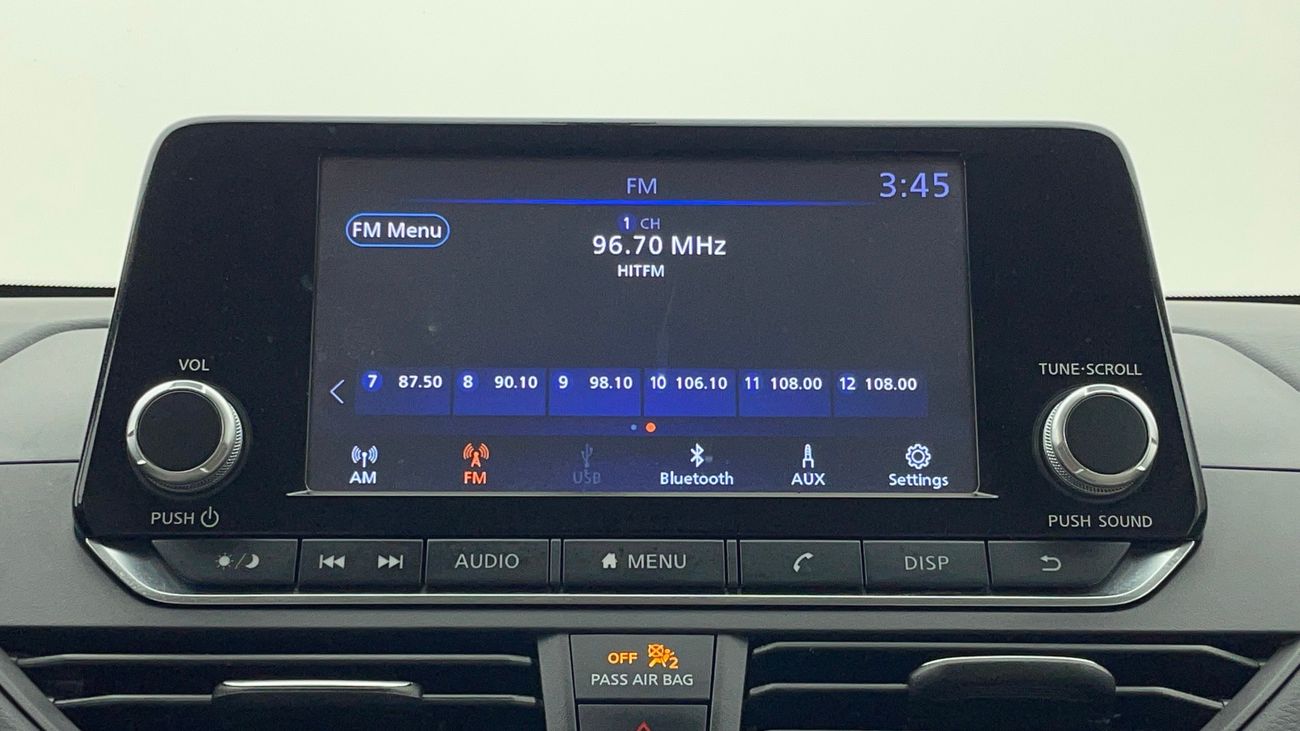 FM
3:45
FM Menu
1 CH
96.70 MHz
HITFM
7 87.50 8 90.10 9 98.10 10 106.10 11 108.00 12 108.00
AM FM USB Bluetooth AUX Settings
VOL
PUSH
TUNE·SCROLL
PUSH SOUND
AUDIO MENU DISP
OFF 2
PASS AIR BAG